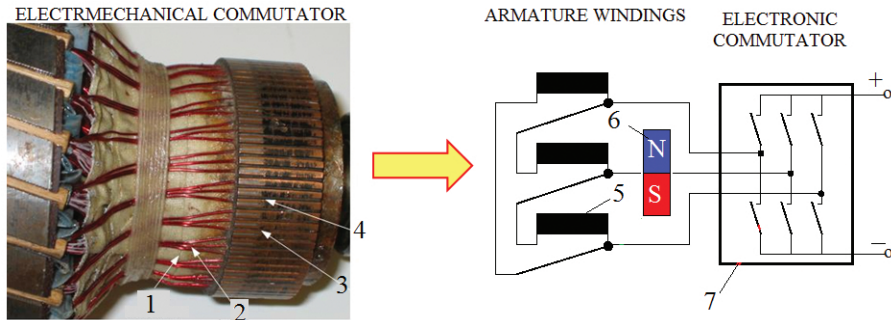 ELECTRMECHANICAL COMMUTATOR
ARMATURE WINDINGS
ELECTRONIC
COMMUTATOR
+
6
N
S
5
4
3
1
2
−
7